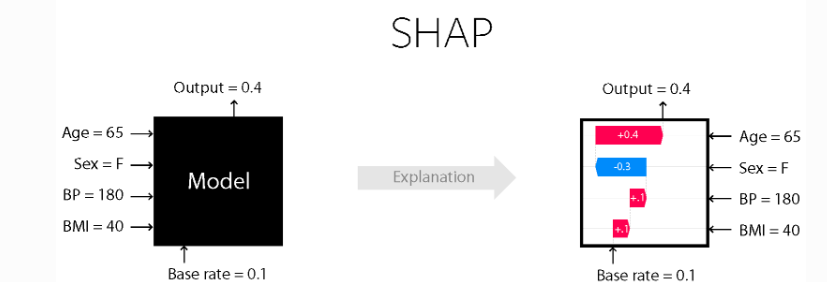 SHAP
Output = 0.4
Age = 65
Sex = F
BP = 180
BMI = 40
Model
Base rate = 0.1
Explanation
Output = 0.4
+0.4
Age = 65
-0.3
Sex = F
+.1
BP = 180
+.1
BMI = 40
Base rate = 0.1